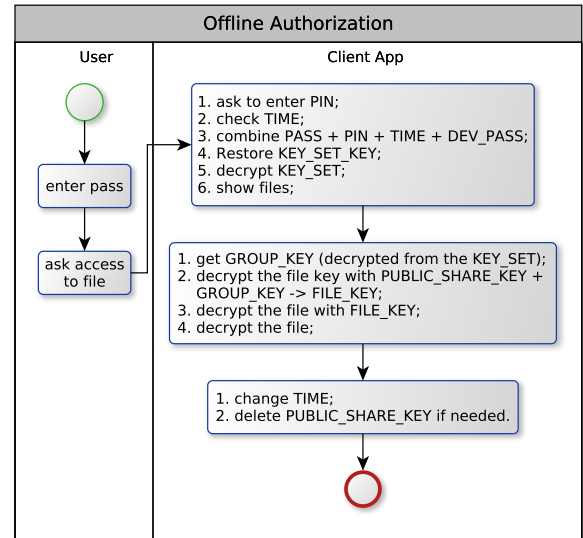 Offline Authorization
User
Client App
enter pass
ask access
to file
1. ask to enter PIN;
2. check TIME;
3. combine PASS + PIN + TIME + DEV_PASS;
4. Restore KEY_SET_KEY;
5. decrypt KEY_SET;
6. show files;
1. get GROUP_KEY (decrypted from the KEY_SET);
2. decrypt the file key with PUBLIC_SHARE_KEY +
GROUP_KEY -> FILE_KEY;
3. decrypt the file with FILE_KEY;
4. decrypt the file;
1. change TIME;
2. delete PUBLIC_SHARE_KEY if needed.